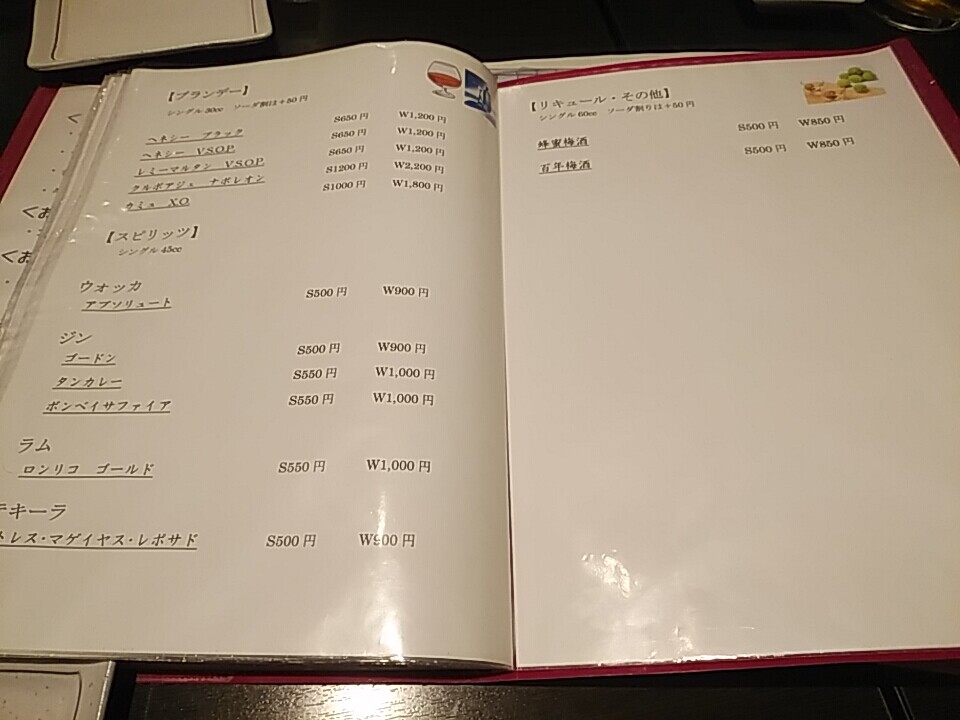 【ブランデー】
シングル30cc ソーダ割は+50円
ヘネシー ブラック S650円 W1,200円
ヘネシー V.S.O.P S650円 W1,200円
レミーマルタン V.S.O.P S650円 W1,200円
クルボアジェ ナポレオン S1200円 W2,200円
カミュ XO S1000円 W1,800円
【スピリッツ】
シングル45cc
ウォッカ
アブソリュート S500円 W900円
ジン
ゴードン S500円 W900円
タンカレー S550円 W1,000円
ボンベイサファイア S550円 W1,000円
ラム
ロンリコ ゴールド S550円 W1,000円
テキーラ
トレス・マゲイヤス・レポサド S500円 W900円
【リキュール・その他】
シングル60cc ソーダ割りは+50円
蜂蜜梅酒 S500円 W850円
百年梅酒 S500円 W850円